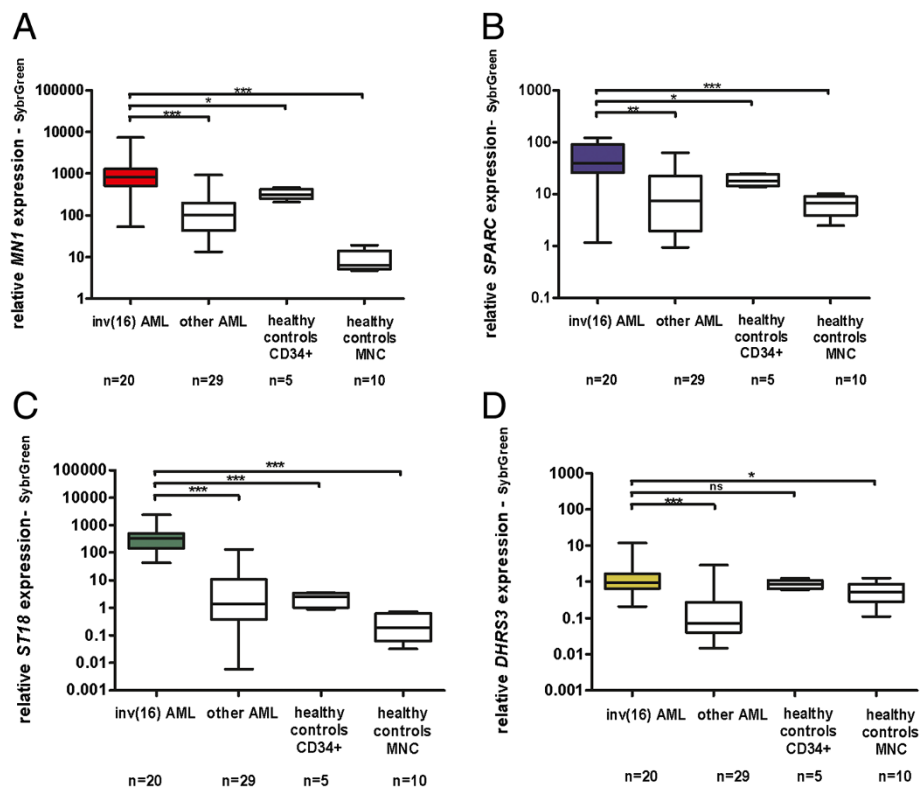 A
relative MN1 expression - SybrGreen
100000
10000
1000
100
10
1
***
*
***
inv(16) AML other AML healthy controls CD34+ healthy controls MNC
n=20 n=29 n=5 n=10
B
relative SPARC expression- SybrGreen
1000
100
10
1
0.1
***
*
**
inv(16) AML other AML healthy controls CD34+ healthy controls MNC
n=20 n=29 n=5 n=10
C
relative ST18 expression- SybrGreen
100000
10000
1000
100
10
1
0.1
0.01
0.001
***
***
***
inv(16) AML other AML healthy controls CD34+ healthy controls MNC
n=20 n=29 n=5 n=10
D
relative DHRS3 expression - SybrGreen
1000
100
10
1
0.1
0.01
0.001
*
ns
***
inv(16) AML other AML healthy controls CD34+ healthy controls MNC
n=20 n=29 n=5 n=10